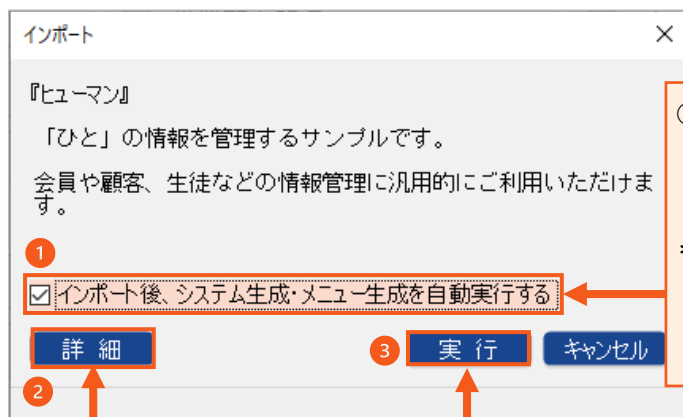 インポート
『ヒューマン』
「ひと」の情報を管理するサンプルです。
会員や顧客、生徒などの情報管理に汎用的にご利用いただけま
す。
1
インポート後、システム生成・メニュー生成を自動実行する
詳 細
3
実 行
キャンセル
2